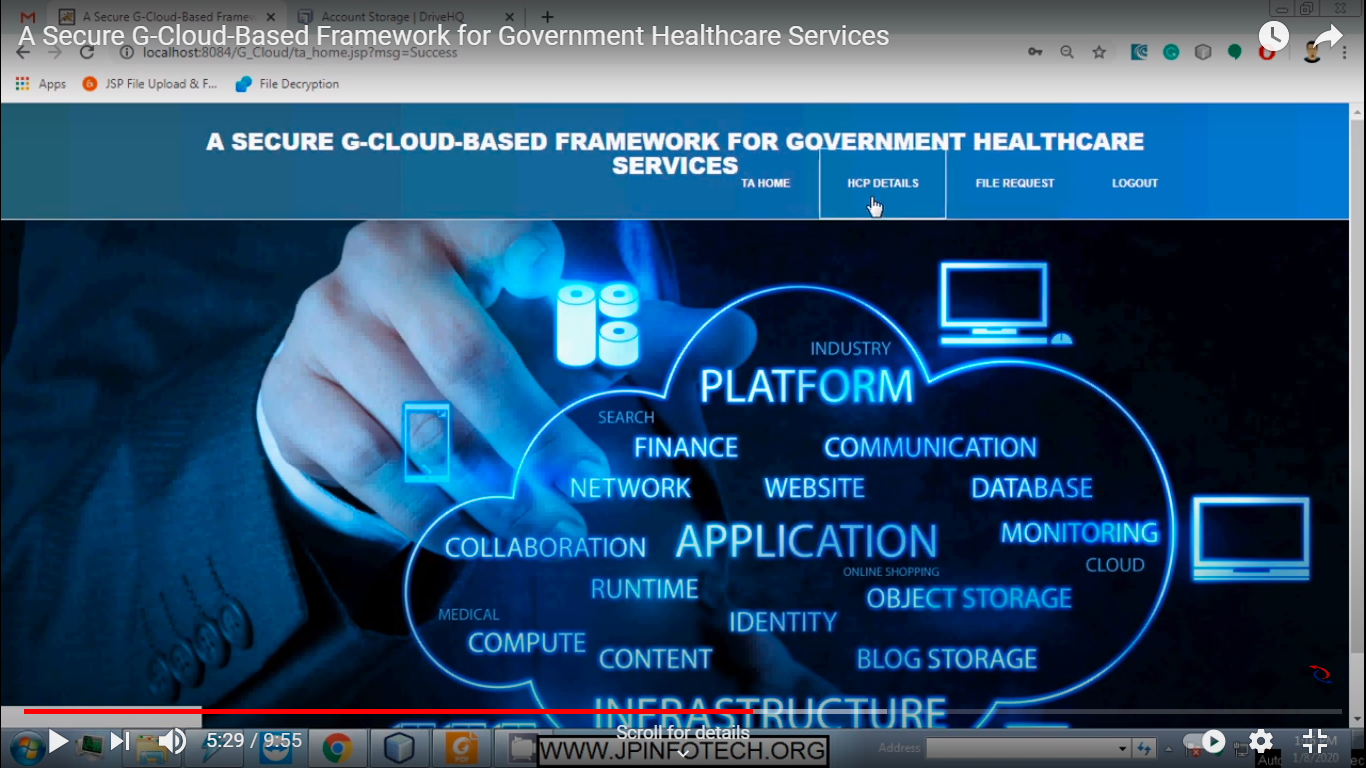 A Secure G-Cloud-Based Framew
Account Storage | DriveHQ
A Secure G-Cloud-Based Framework for Government Healthcare Services
localhost:8084/G_Cloud/ta_home.jsp?msg=Success
Apps
JSP File Upload & F...
File Decryption
A SECURE G-CLOUD-BASED FRAMEWORK FOR GOVERNMENT HEALTHCARE
SERVICES
TA HOME
HCP DETAILS
FILE REQUEST
LOGOUT
INDUSTRY
PLATFORM
SEARCH
FINANCE
COMMUNICATION
NETWORK
WEBSITE
DATABASE
COLLABORATION
APPLICATION
MONITORING
ONLINE SHOPPING
CLOUD
RUNTIME
OBJECT STORAGE
MEDICAL
IDENTITY
COMPUTE
CONTENT
BLOG STORAGE
INFRASTRUCTURE
Scroll for details
5:29 / 9:55
WWW.JPINFOTECH.ORG
Address
1/8/2020